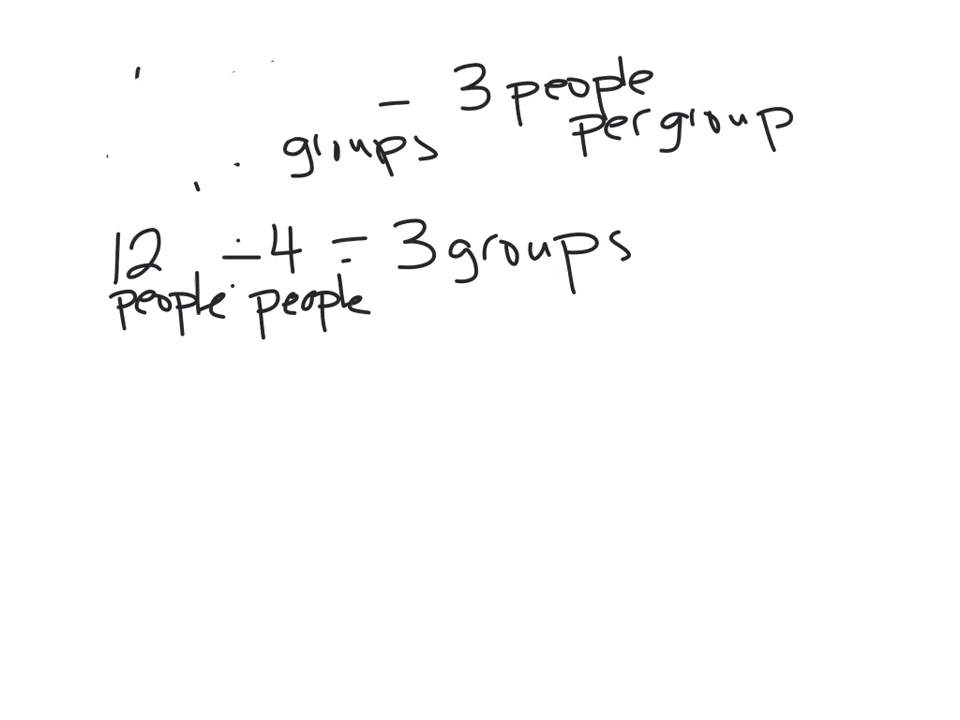 = 3 people
groups per group
12 ÷ 4 = 3 groups
people people